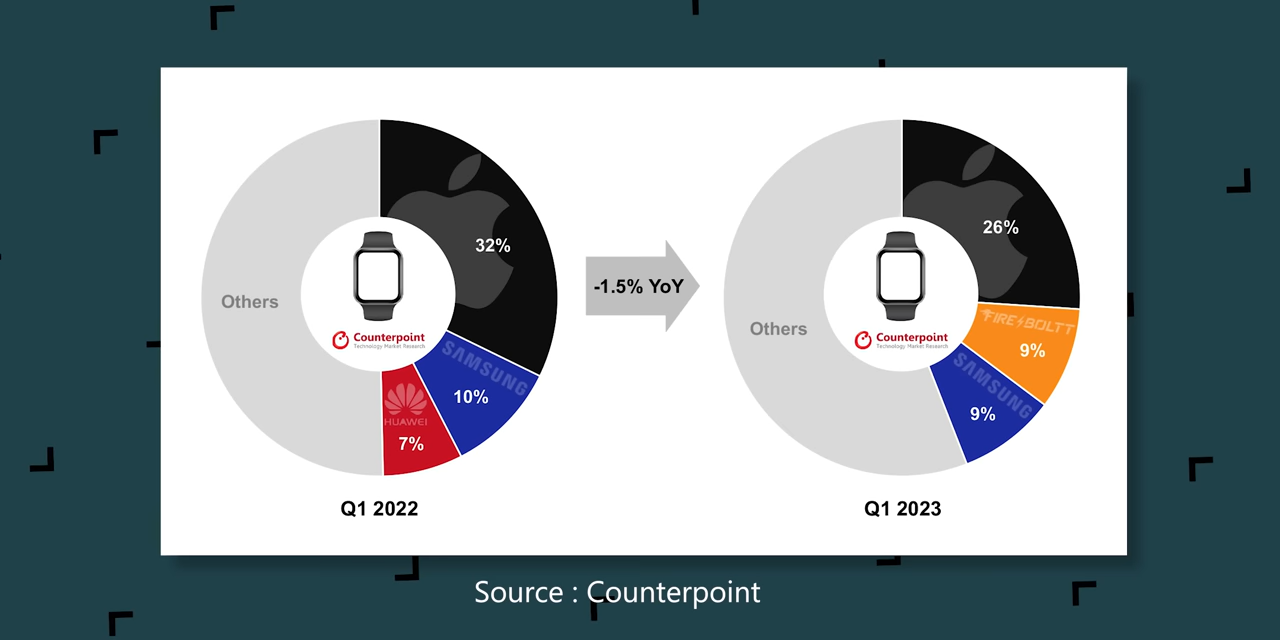 32%
Others
Counterpoint
Technology Market Research
SAMSUNG
10%
HUAWEI
7%
Q1 2022
-1.5% YoY
26%
Others
Counterpoint
Technology Market Research
FIRE BOLTT
9%
SAMSUNG
9%
Q1 2023
Source : Counterpoint